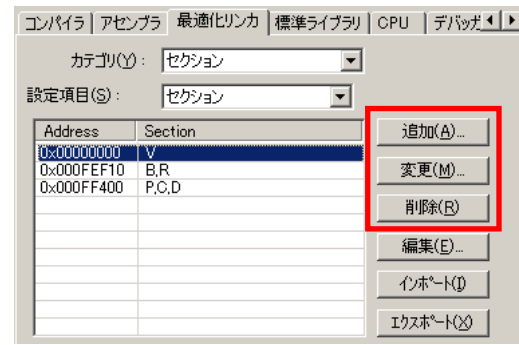 コンパイラ アセンブラ 最適化リンカ 標準ライブラリ CPU デバッガ
カテゴリ(Y): セクション
設定項目(S): セクション
Address Section
0x00000000 V
0x000FEF10 B,R
0x000FF400 P,C,D
追加(A)...
変更(M)...
削除(R)
編集(E)...
インポート(I)
エクスポート(X)